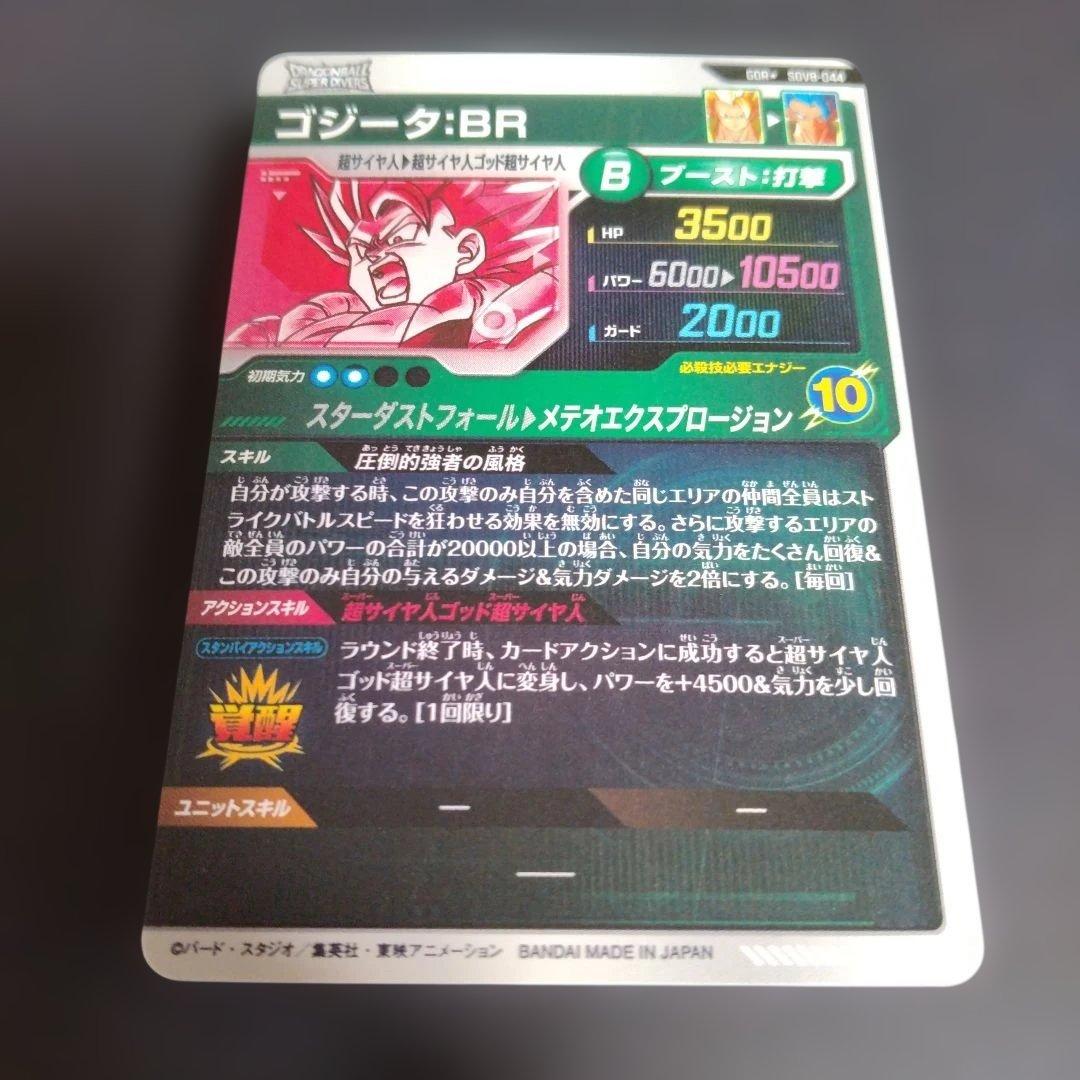 DRAGONBALL
SUPER DIVERS
GDR★ SDV8-044
ゴジータ:BR
超サイヤ人▶超サイヤ人ゴッド超サイヤ人
B ブースト:打撃
HP 3500
パワー 6000▶10500
ガード 2000
初期気力
必殺技必要エナジー
10
スターダストフォール▶メテオエクスプロージョン
スキル 圧倒的強者の風格
自分が攻撃する時、この攻撃のみ自分を含めた同じエリアの仲間全員はスト
ライクバトルスピードを狂わせる効果を無効にする。さらに攻撃するエリアの
敵全員のパワーの合計が20000以上の場合、自分の気力をたくさん回復&
この攻撃のみ自分の与えるダメージ&気力ダメージを2倍にする。[毎回]
アクションスキル 超サイヤ人ゴッド超サイヤ人
スタンバイアクションスキル
覚醒
ラウンド終了時、カードアクションに成功すると超サイヤ人
ゴッド超サイヤ人に変身し、パワーを+4500&気力を少し回
復する。[1回限り]
ユニットスキル — —
—
©バード・スタジオ/集英社・東映アニメーション BANDAI MADE IN JAPAN